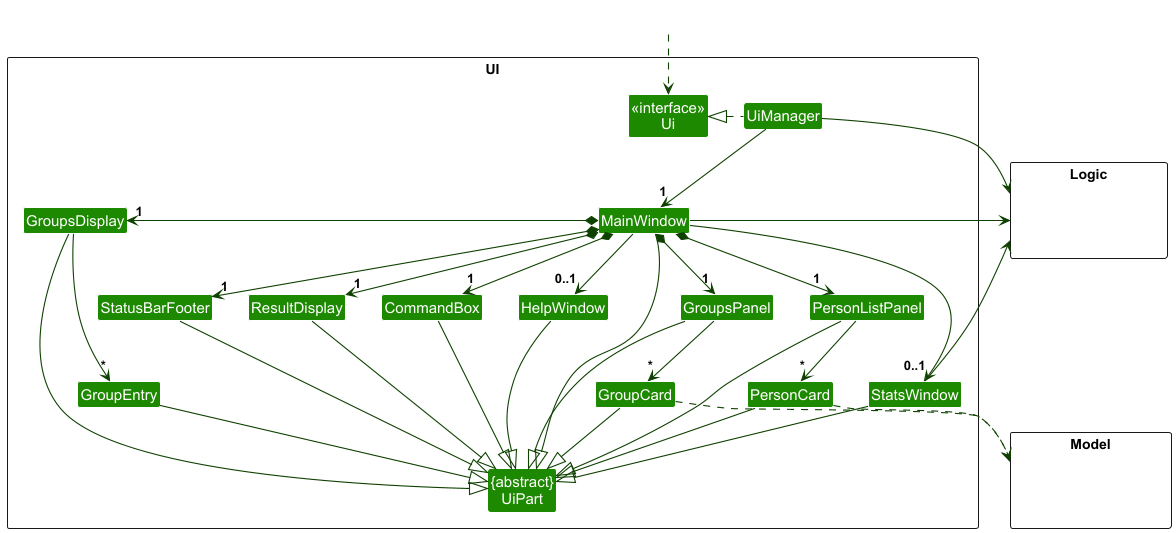 UI
«interface»
Ui
UiManager
Logic
1
GroupsDisplay
1
MainWindow
1
StatusBarFooter
1
ResultDisplay
1
CommandBox
0..1
HelpWindow
1
GroupsPanel
1
PersonListPanel
*
GroupEntry
*
GroupCard
*
PersonCard
0..1
StatsWindow
{abstract}
UiPart
Model